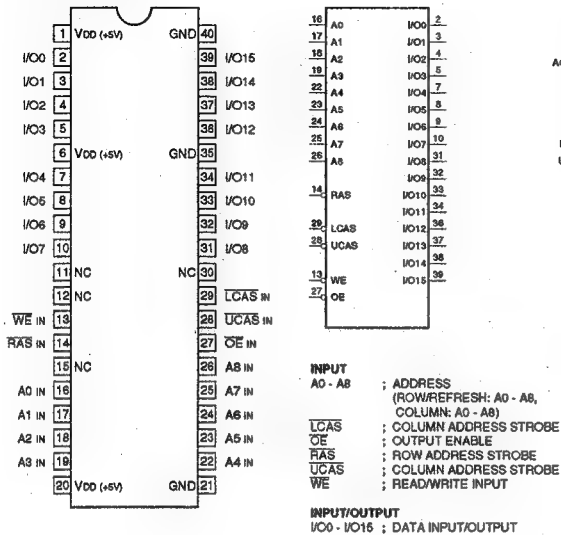 1 VDD (+5V) GND 40
I/O0 2 39 I/O15
I/O1 3 38 I/O14
I/O2 4 37 I/O13
I/O3 5 36 I/O12
6 VDD (+5V) GND 35
I/O4 7 34 I/O11
I/O5 8 33 I/O10
I/O6 9 32 I/O9
I/O7 10 31 I/O8
11 NC NC 30
12 NC 29 LCAS IN
WE IN 13 28 UCAS IN
RAS IN 14 27 OE IN
15 NC 26 A8 IN
A0 IN 16 25 A7 IN
A1 IN 17 24 A6 IN
A2 IN 18 23 A5 IN
A3 IN 19 22 A4 IN
20 VDD (+5V) GND 21
16 A0 I/O0 2
17 A1 I/O1 3
18 A2 I/O2 4
19 A3 I/O3 5
22 A4 I/O4 7
23 A5 I/O5 8
24 A6 I/O6 9
25 A7 I/O7 10
26 A8 I/O8 31
I/O9 32
14 RAS I/O10 33
I/O11 34
29 LCAS I/O12 36
28 UCAS I/O13 37
I/O14 38
13 WE I/O15 39
27 OE
INPUT
A0 - A8 ; ADDRESS
(ROW/REFRESH: A0 - A8,
COLUMN: A0 - A8)
LCAS ; COLUMN ADDRESS STROBE
OE ; OUTPUT ENABLE
RAS ; ROW ADDRESS STROBE
UCAS ; COLUMN ADDRESS STROBE
WE ; READ/WRITE INPUT
INPUT/OUTPUT
I/O0 - I/O15 ; DATA INPUT/OUTPUT